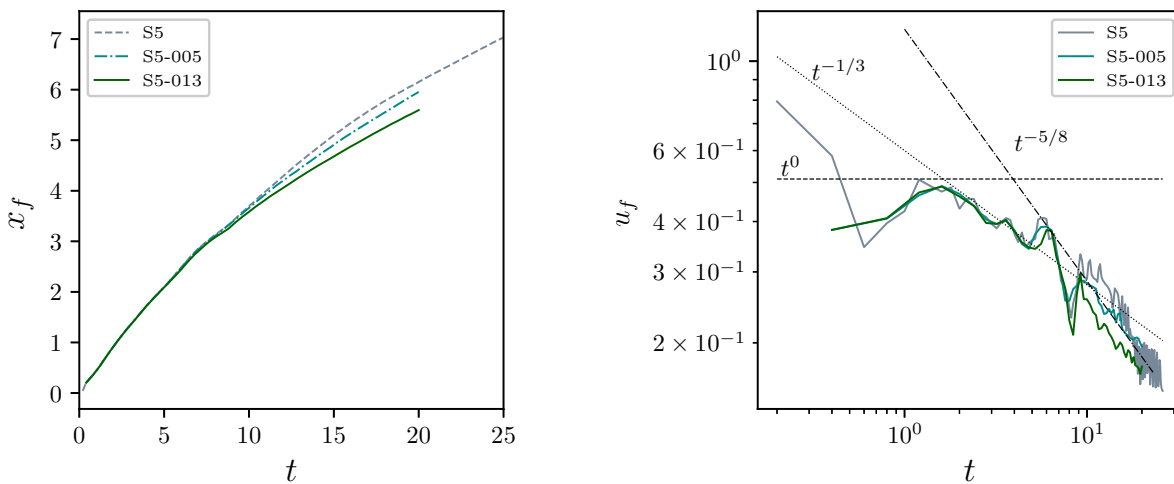 7
6
5
4
3
2
1
0
x_f
0 5 10 15 20 25
t
S5
S5-005
S5-013
10^0
6 × 10^{-1}
4 × 10^{-1}
3 × 10^{-1}
2 × 10^{-1}
u_f
10^0 10^1
t
t^{-1/3}
t^{-5/8}
t^0
S5
S5-005
S5-013